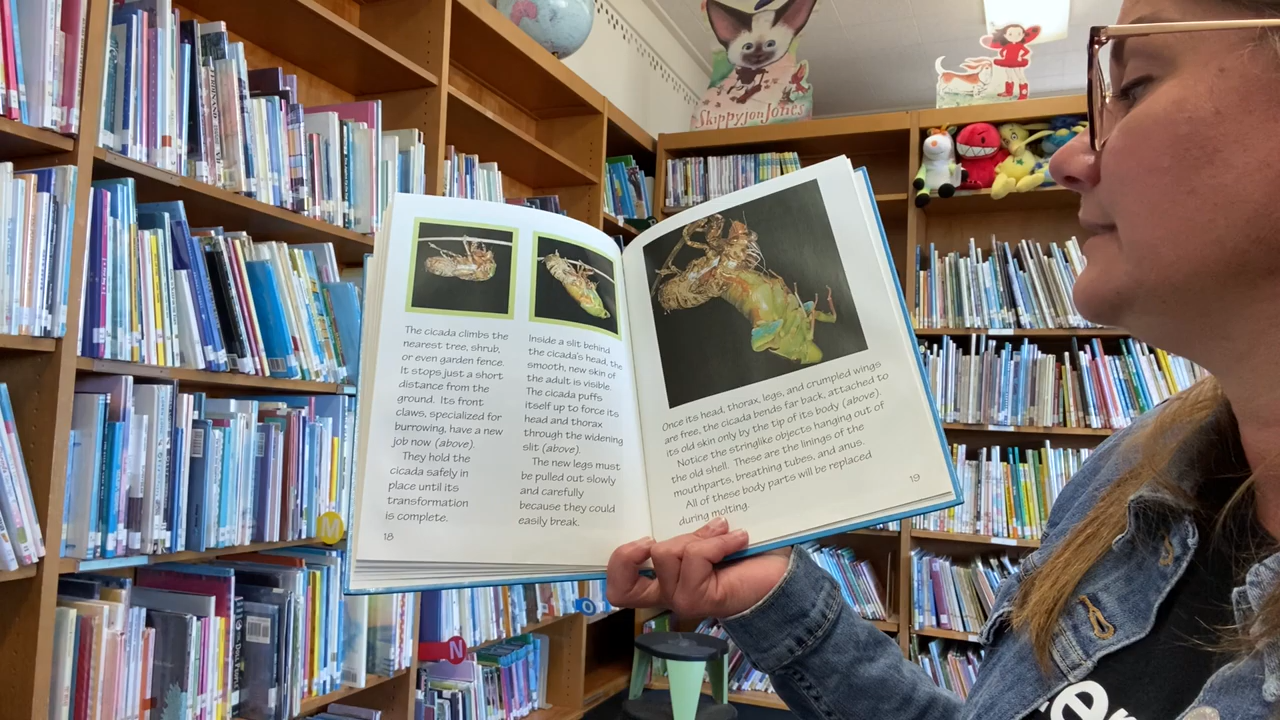 SkippyjonJones
The cicada climbs the
nearest tree, shrub,
or even garden fence.
It stops just a short
distance from the
ground. Its front
claws, specialized for
burrowing, have a new
job now (above).
They hold the
cicada safely in
place until its
transformation
is complete.
18
Inside a slit behind
the cicada's head, the
smooth, new skin of
the adult is visible.
The cicada puffs
itself up to force its
head and thorax
through the widening
slit (above).
The new legs must
be pulled out slowly
and carefully
because they could
easily break.
Once its head, thorax, legs, and crumpled wings
are free, the cicada bends far back, attached to
its old skin only by the tip of its body (above).
Notice the stringlike objects hanging out of
the old shell. These are the linings of the
mouthparts, breathing tubes, and anus.
All of these body parts will be replaced
during molting.
19
N
N